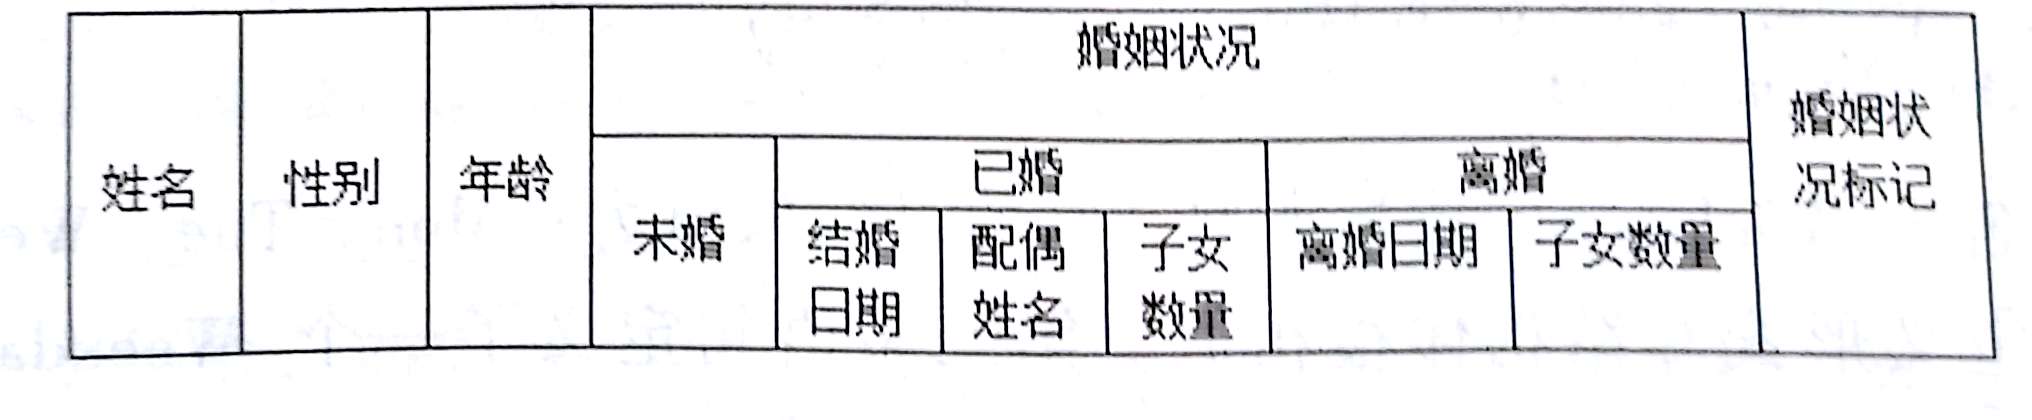 婚姻状况
姓名
性别
年龄
婚姻状
况标记
未婚
已婚
离婚
结婚
日期
配偶
姓名
子女
数量
离婚日期
子女数量